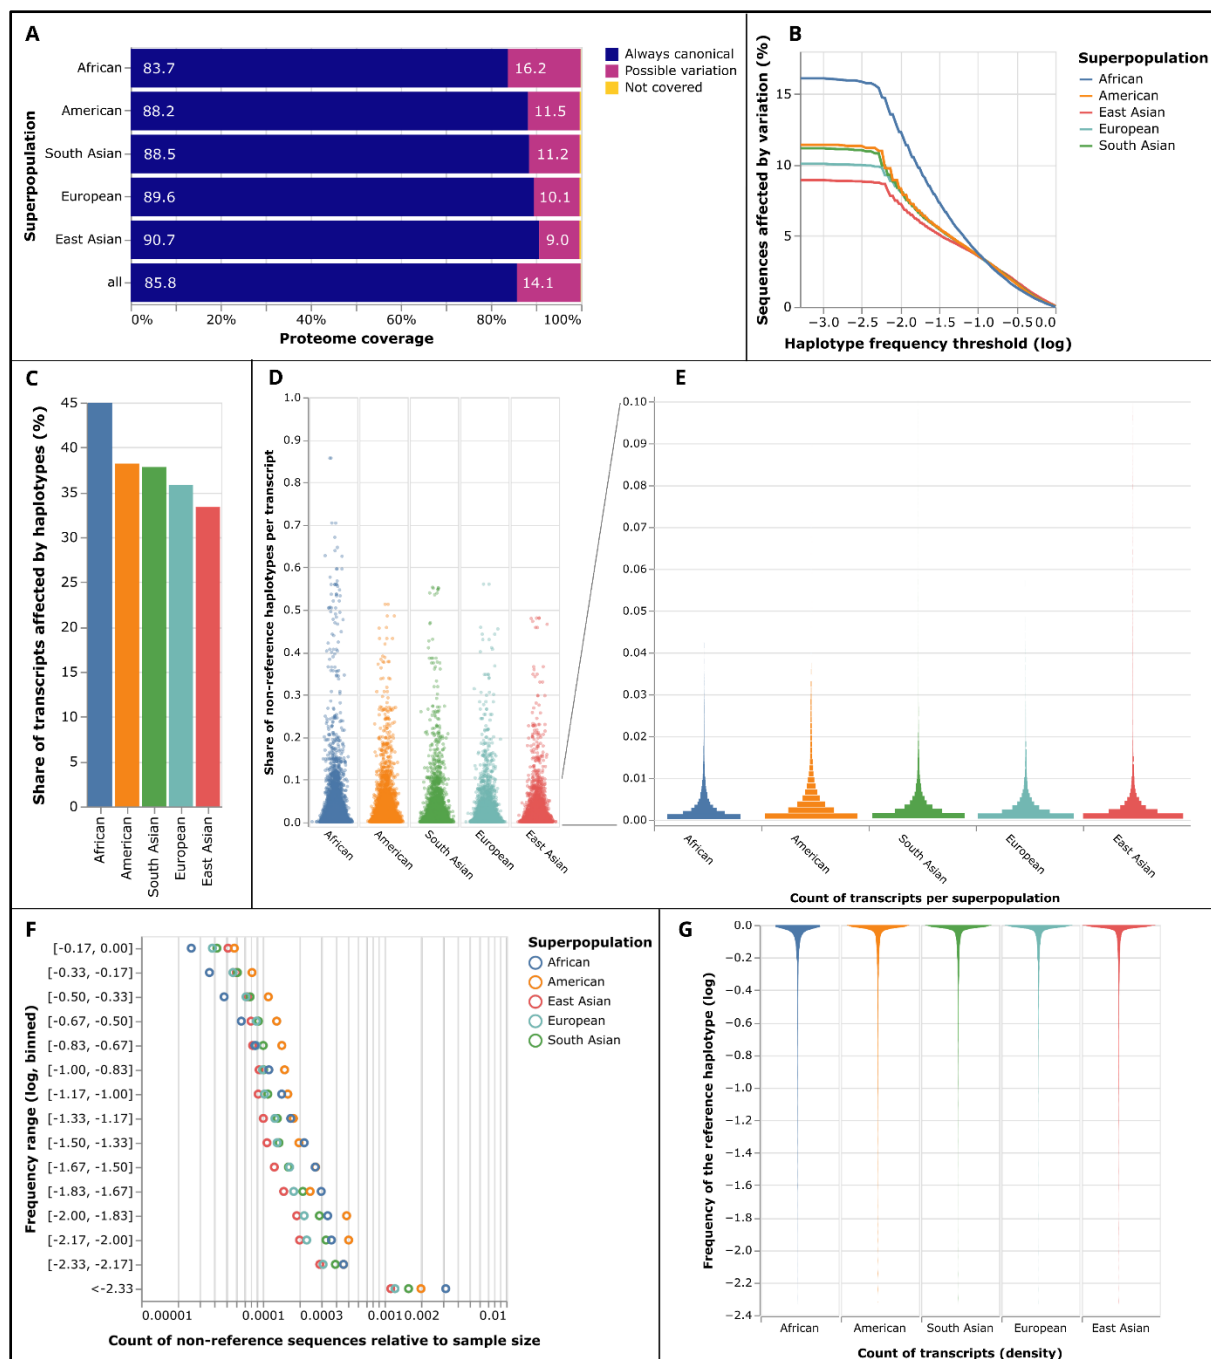 A
Superpopulation
African
American
South Asian
European
East Asian
all
83.7 16.2
88.2 11.5
88.5 11.2
89.6 10.1
90.7 9.0
85.8 14.1
0% 20% 40% 60% 80% 100%
Proteome coverage
Always canonical
Possible variation
Not covered
B
Sequences affected by variation (%)
15
10
5
0
−3.0 −2.5 −2.0 −1.5 −1.0 −0.5 0.0
Haplotype frequency threshold (log)
Superpopulation
African
American
East Asian
European
South Asian
C
Share of transcripts affected by haplotypes (%)
45
40
35
30
25
20
15
10
5
0
African
American
South Asian
European
East Asian
D
Share of non-reference haplotypes per transcript
1.0
0.9
0.8
0.7
0.6
0.5
0.4
0.3
0.2
0.1
0.0
African
American
South Asian
European
East Asian
E
0.10
0.09
0.08
0.07
0.06
0.05
0.04
0.03
0.02
0.01
0.00
African
American
South Asian
European
East Asian
Count of transcripts per superpopulation
F
Frequency range (log, binned)
[-0.17, 0.00]
[-0.33, -0.17]
[-0.50, -0.33]
[-0.67, -0.50]
[-0.83, -0.67]
[-1.00, -0.83]
[-1.17, -1.00]
[-1.33, -1.17]
[-1.50, -1.33]
[-1.67, -1.50]
[-1.83, -1.67]
[-2.00, -1.83]
[-2.17, -2.00]
[-2.33, -2.17]
<-2.33
0.00001 0.0001 0.0003 0.001 0.002 0.01
Count of non-reference sequences relative to sample size
Superpopulation
African
American
East Asian
European
South Asian
G
Frequency of the reference haplotype (log)
0.0
−0.2
−0.4
−0.6
−0.8
−1.0
−1.2
−1.4
−1.6
−1.8
−2.0
−2.2
−2.4
African
American
South Asian
European
East Asian
Count of transcripts (density)